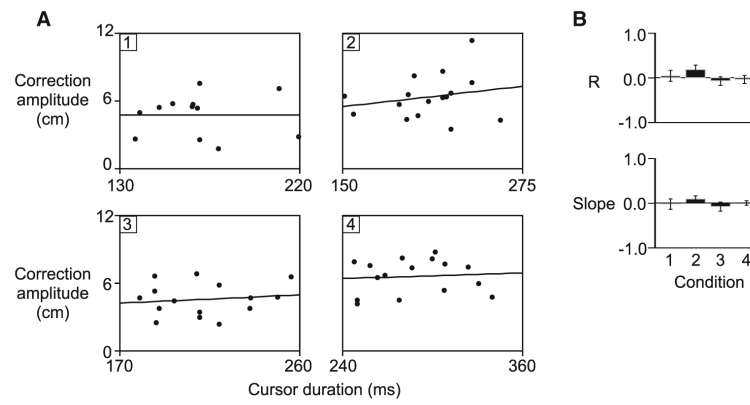 A
B
Correction
amplitude
(cm)
12
6
0
1
130
220
2
150
275
Correction
amplitude
(cm)
12
6
0
3
170
260
4
240
360
Cursor duration (ms)
R
1.0
0.0
-1.0
Slope
1.0
0.0
-1.0
1 2 3 4
Condition